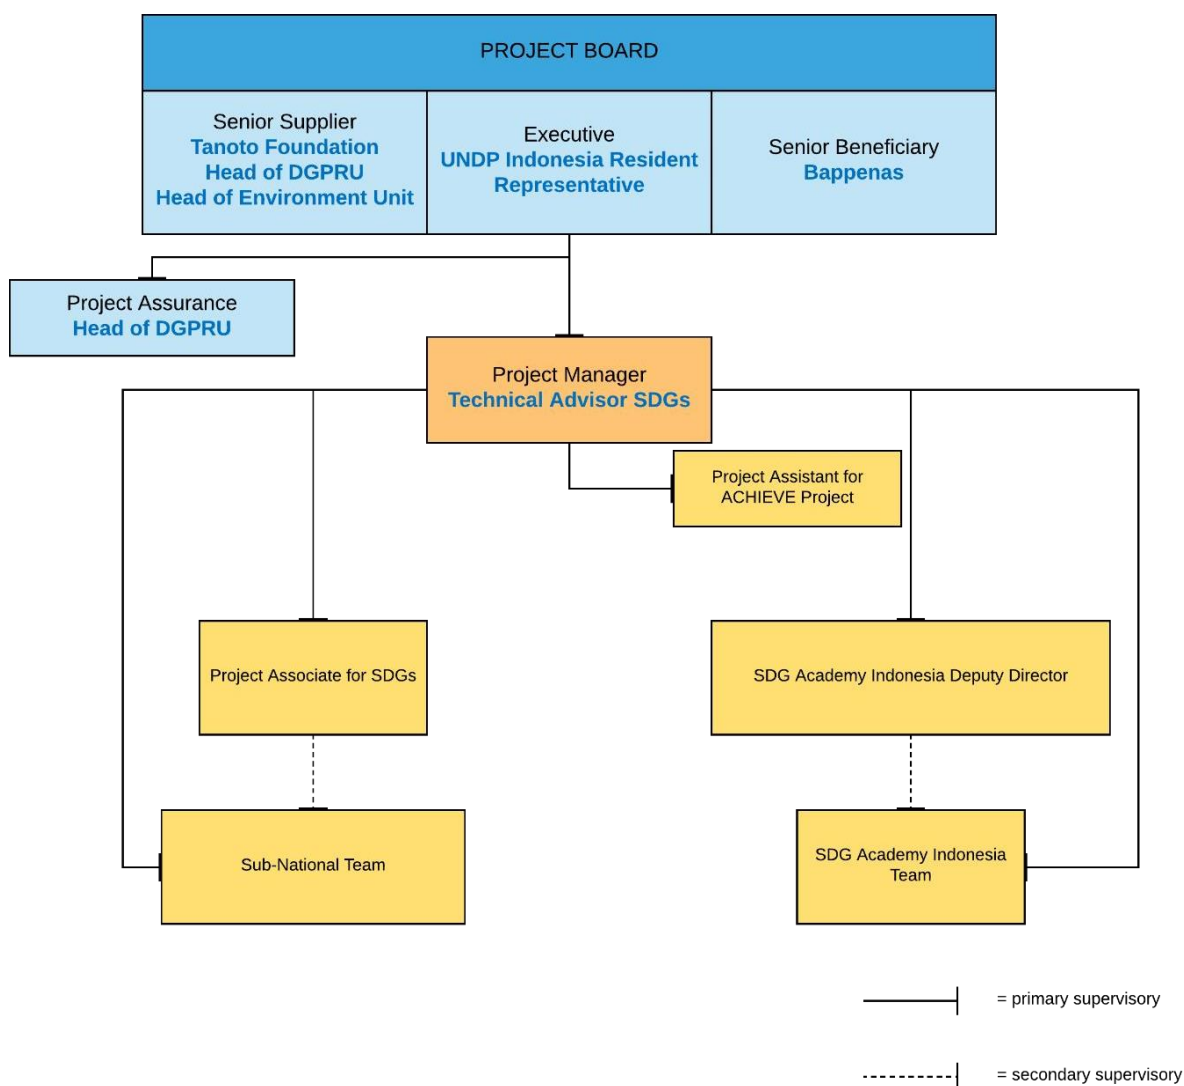 PROJECT BOARD
Senior Supplier
Tanoto Foundation
Head of DGPRU
Head of Environment Unit
Executive
UNDP Indonesia Resident
Representative
Senior Beneficiary
Bappenas
Project Assurance
Head of DGPRU
Project Manager
Technical Advisor SDGs
Project Assistant for
ACHIEVE Project
Project Associate for SDGs
SDG Academy Indonesia Deputy Director
Sub-National Team
SDG Academy Indonesia
Team
= primary supervisory
= secondary supervisory